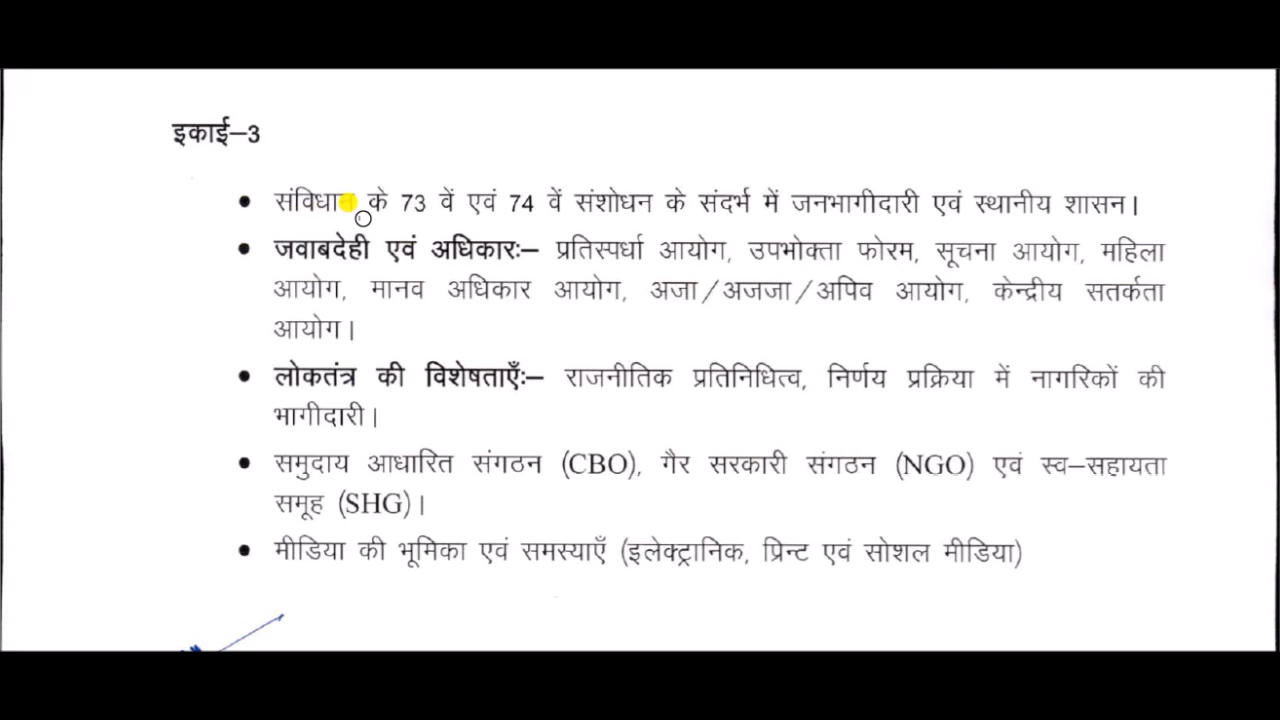 इकाई–3
• संविधान के 73 वें एवं 74 वें संशोधन के संदर्भ में जनभागीदारी एवं स्थानीय शासन।
• जवाबदेही एवं अधिकारः– प्रतिस्पर्धा आयोग, उपभोक्ता फोरम, सूचना आयोग, महिला
आयोग, मानव अधिकार आयोग, अजा/अजजा/अपिव आयोग, केन्द्रीय सतर्कता
आयोग।
• लोकतंत्र की विशेषताएँः– राजनीतिक प्रतिनिधित्व, निर्णय प्रक्रिया में नागरिकों की
भागीदारी।
• समुदाय आधारित संगठन (CBO), गैर सरकारी संगठन (NGO) एवं स्व–सहायता
समूह (SHG)।
• मीडिया की भूमिका एवं समस्याएँ (इलेक्ट्रानिक, प्रिन्ट एवं सोशल मीडिया)